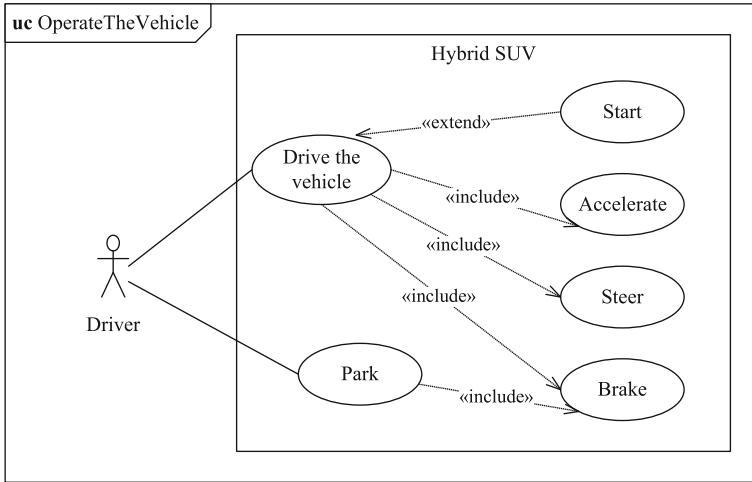 uc OperateTheVehicle
Hybrid SUV
Start
«extend»
Drive the
vehicle
«include»
Accelerate
«include»
Steer
«include»
Driver
Park
«include»
Brake